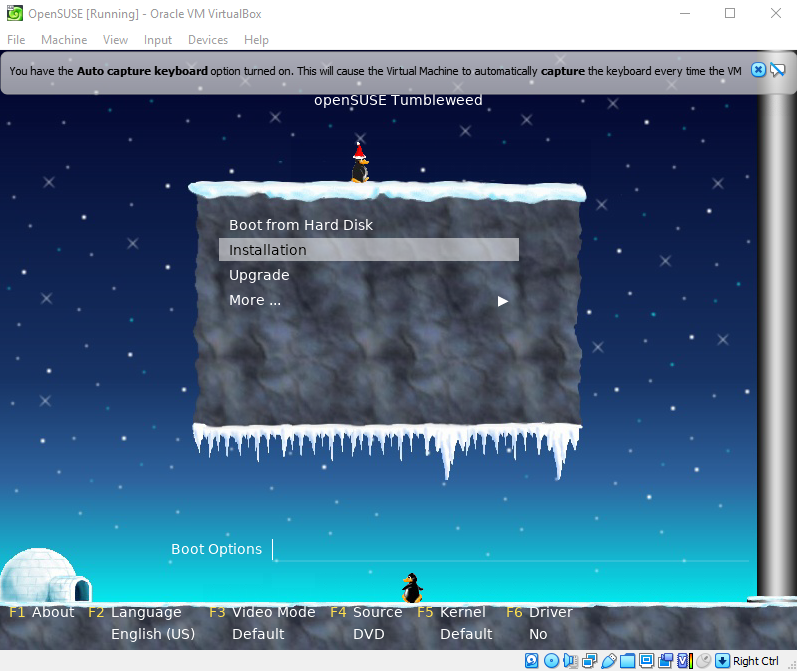 OpenSUSE [Running] - Oracle VM VirtualBox
File Machine View Input Devices Help
You have the Auto capture keyboard option turned on. This will cause the Virtual Machine to automatically capture the keyboard every time the VM
openSUSE Tumbleweed
Boot from Hard Disk
Installation
Upgrade
More ...
Boot Options
F1 About F2 Language F3 Video Mode F4 Source F5 Kernel F6 Driver
English (US) Default DVD Default No
Right Ctrl